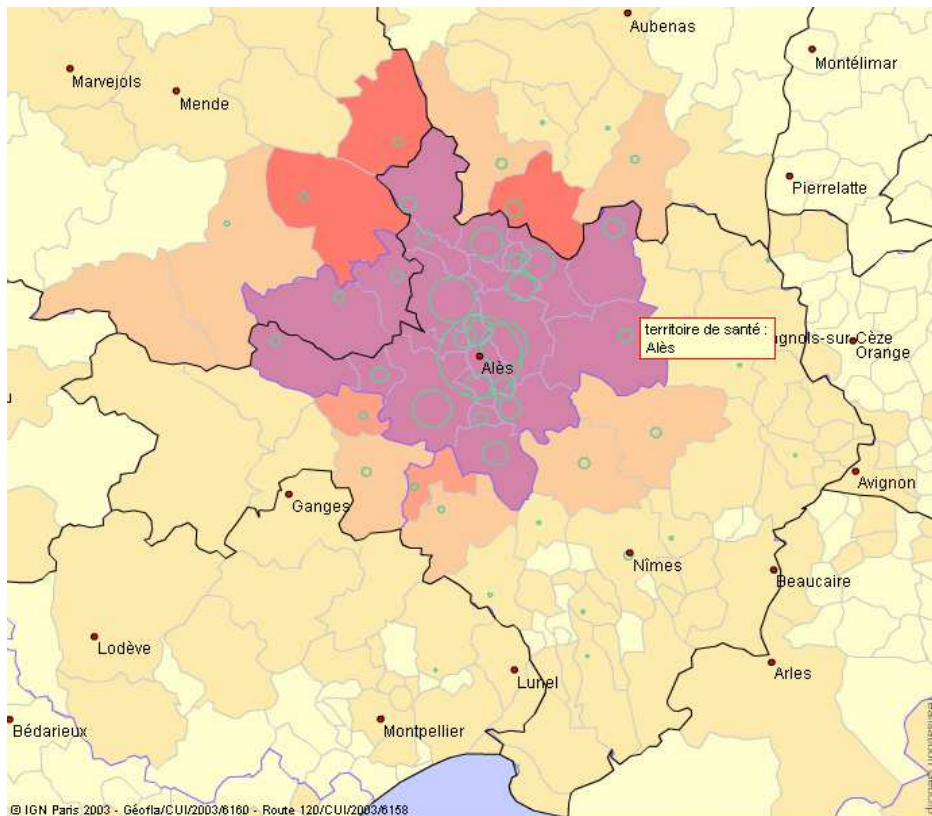 Aubenas
Montélimar
Marvejols
Mende
Pierrelatte
territoire de santé :
Alès
agnols-sur-Cèze
Orange
Alès
Avignon
Ganges
Nîmes
Beaucaire
Lodève
Lunel
Arles
Bédarieux
Montpellier
© IGN Paris 2003 - Géofla/CUI/2003/6160 - Route 120/CUI/2003/6158